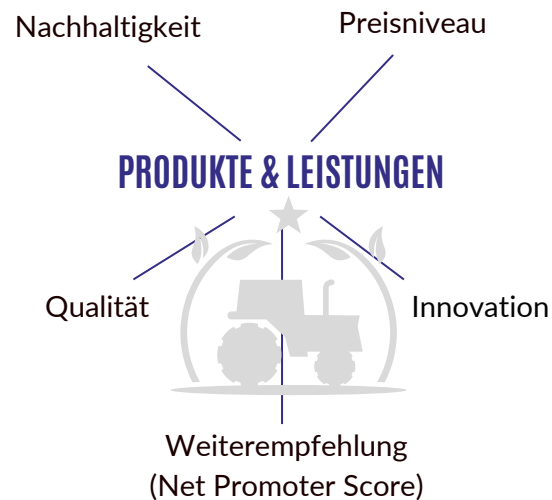 Nachhaltigkeit
Preisniveau
PRODUKTE & LEISTUNGEN
Qualität
Innovation
Weiterempfehlung
(Net Promoter Score)